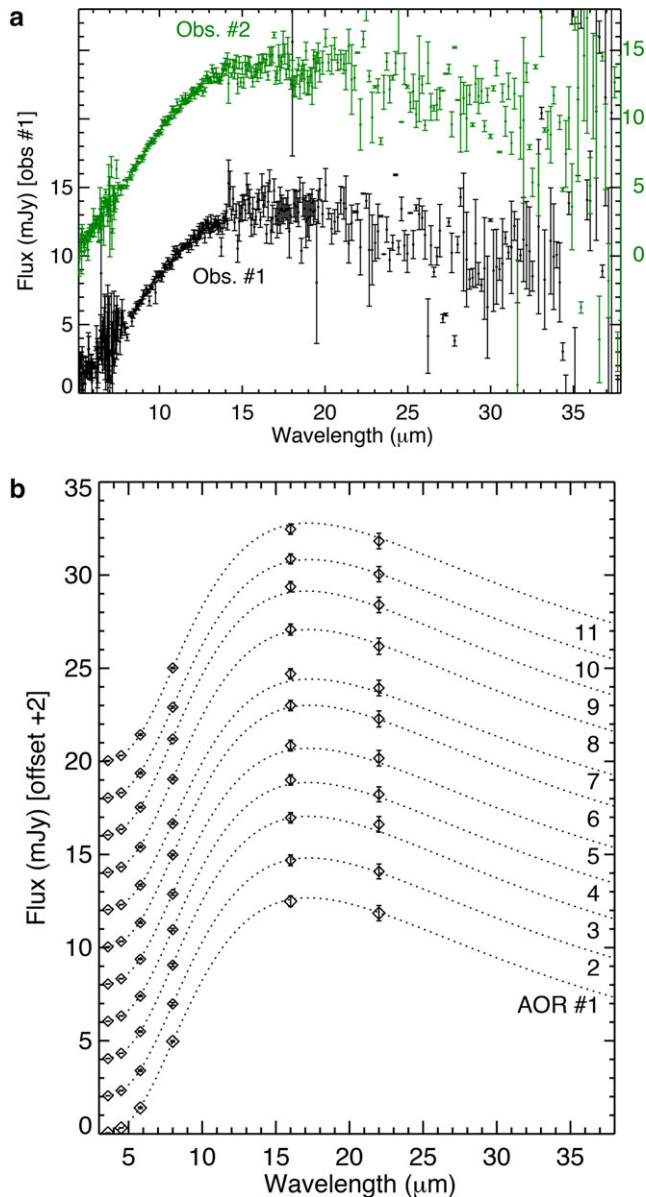 a
Obs. #2
Flux (mJy) [obs #1]
15
10
5
0
15
10
5
0
Obs. #1
10 15 20 25 30 35
Wavelength (μm)
b
Flux (mJy) [offset +2]
35
30
25
20
15
10
5
0
11
10
9
8
7
6
5
4
3
2
AOR #1
5 10 15 20 25 30 35
Wavelength (μm)